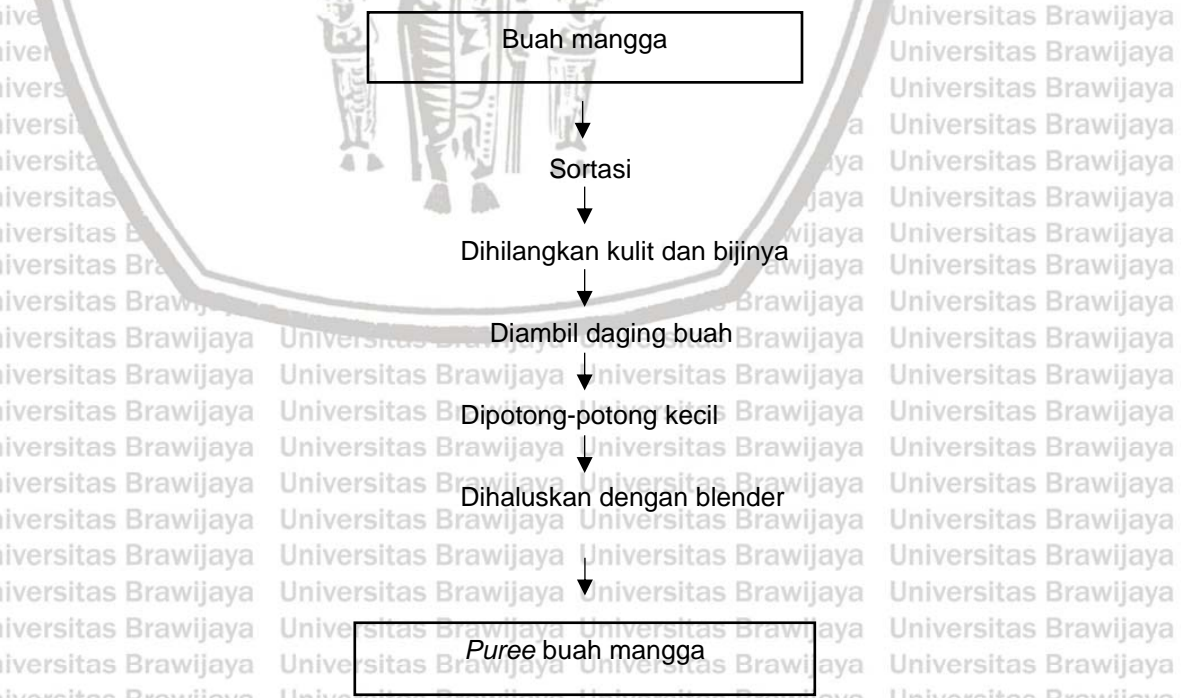 Buah mangga
Sortasi
Dihilangkan kulit dan bijinya
Diambil daging buah
Dipotong-potong kecil
Dihaluskan dengan blender
Puree buah mangga
Universitas Brawijaya